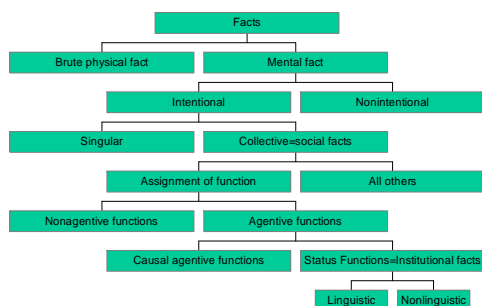 Facts
Brute physical fact
Mental fact
Intentional
Nonintentional
Singular
Collective=social facts
Assignment of function
All others
Nonagentive functions
Agentive functions
Causal agentive functions
Status Functions=Institutional facts
Linguistic
Nonlinguistic